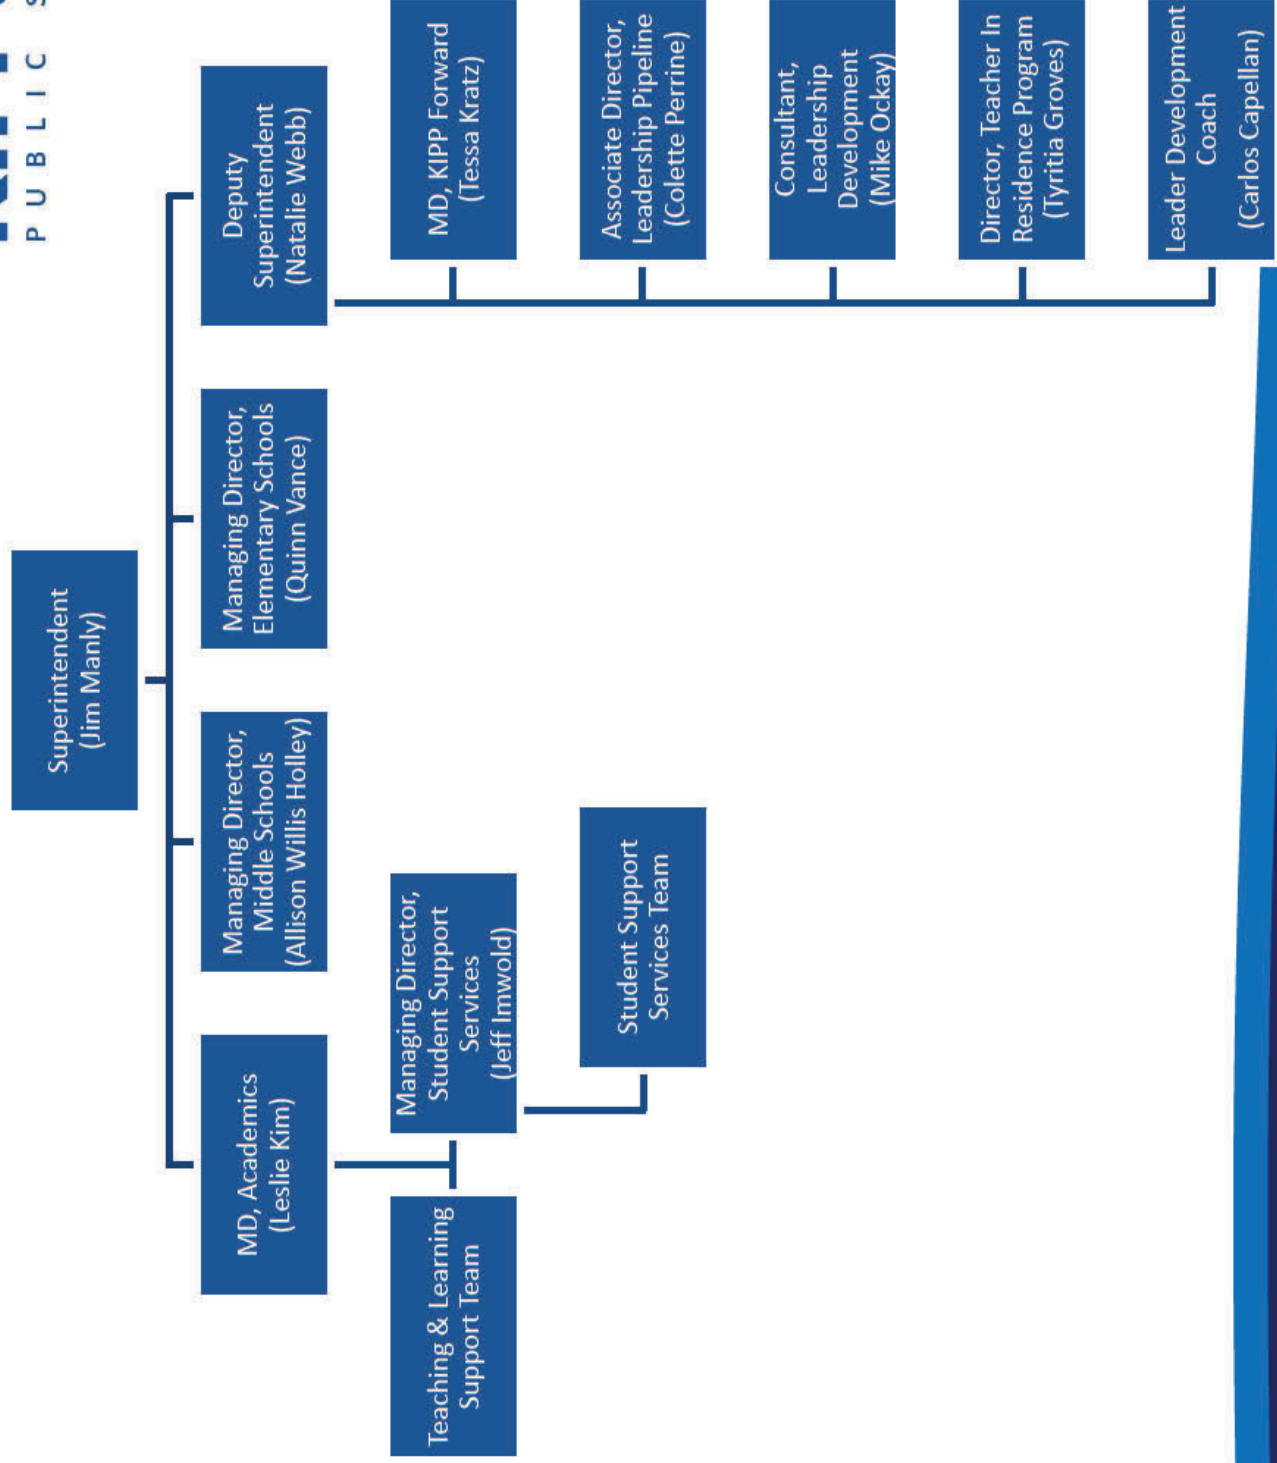 PUBLIC
Superintendent
(Jim Manly)
MD, Academics
(Leslie Kim)
Managing Director,
Middle Schools
(Allison Willis Holley)
Managing Director,
Elementary Schools
(Quinn Vance)
Deputy
Superintendent
(Natalie Webb)
Teaching & Learning
Support Team
Managing Director,
Student Support
Services
(Jeff Imwold)
Student Support
Services Team
MD, KIPP Forward
(Tessa Kratz)
Associate Director,
Leadership Pipeline
(Colette Perrine)
Consultant,
Leadership
Development
(Mike Ockay)
Director, Teacher In
Residence Program
(Tyritia Groves)
Leader Development
Coach
(Carlos Capellan)